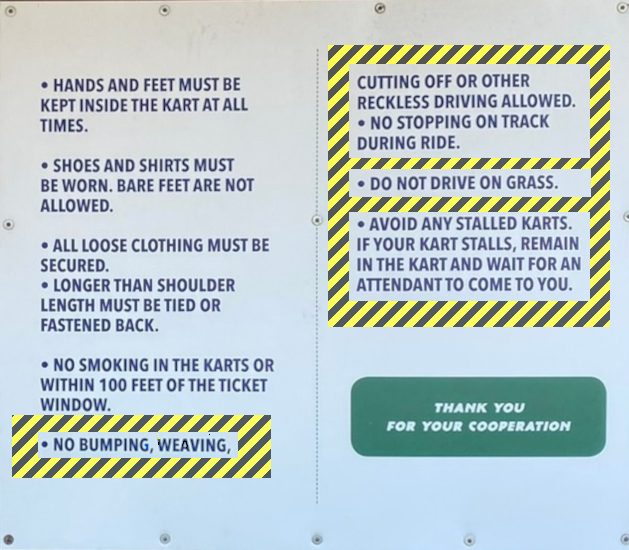 • HANDS AND FEET MUST BE
KEPT INSIDE THE KART AT ALL
TIMES.
• SHOES AND SHIRTS MUST
BE WORN. BARE FEET ARE NOT
ALLOWED.
• ALL LOOSE CLOTHING MUST BE
SECURED.
• LONGER THAN SHOULDER
LENGTH MUST BE TIED OR
FASTENED BACK.
• NO SMOKING IN THE KARTS OR
WITHIN 100 FEET OF THE TICKET
WINDOW.
• NO BUMPING, WEAVING,
CUTTING OFF OR OTHER
RECKLESS DRIVING ALLOWED.
• NO STOPPING ON TRACK
DURING RIDE.
• DO NOT DRIVE ON GRASS.
• AVOID ANY STALLED KARTS.
IF YOUR KART STALLS, REMAIN
IN THE KART AND WAIT FOR AN
ATTENDANT TO COME TO YOU.
THANK YOU
FOR YOUR COOPERATION